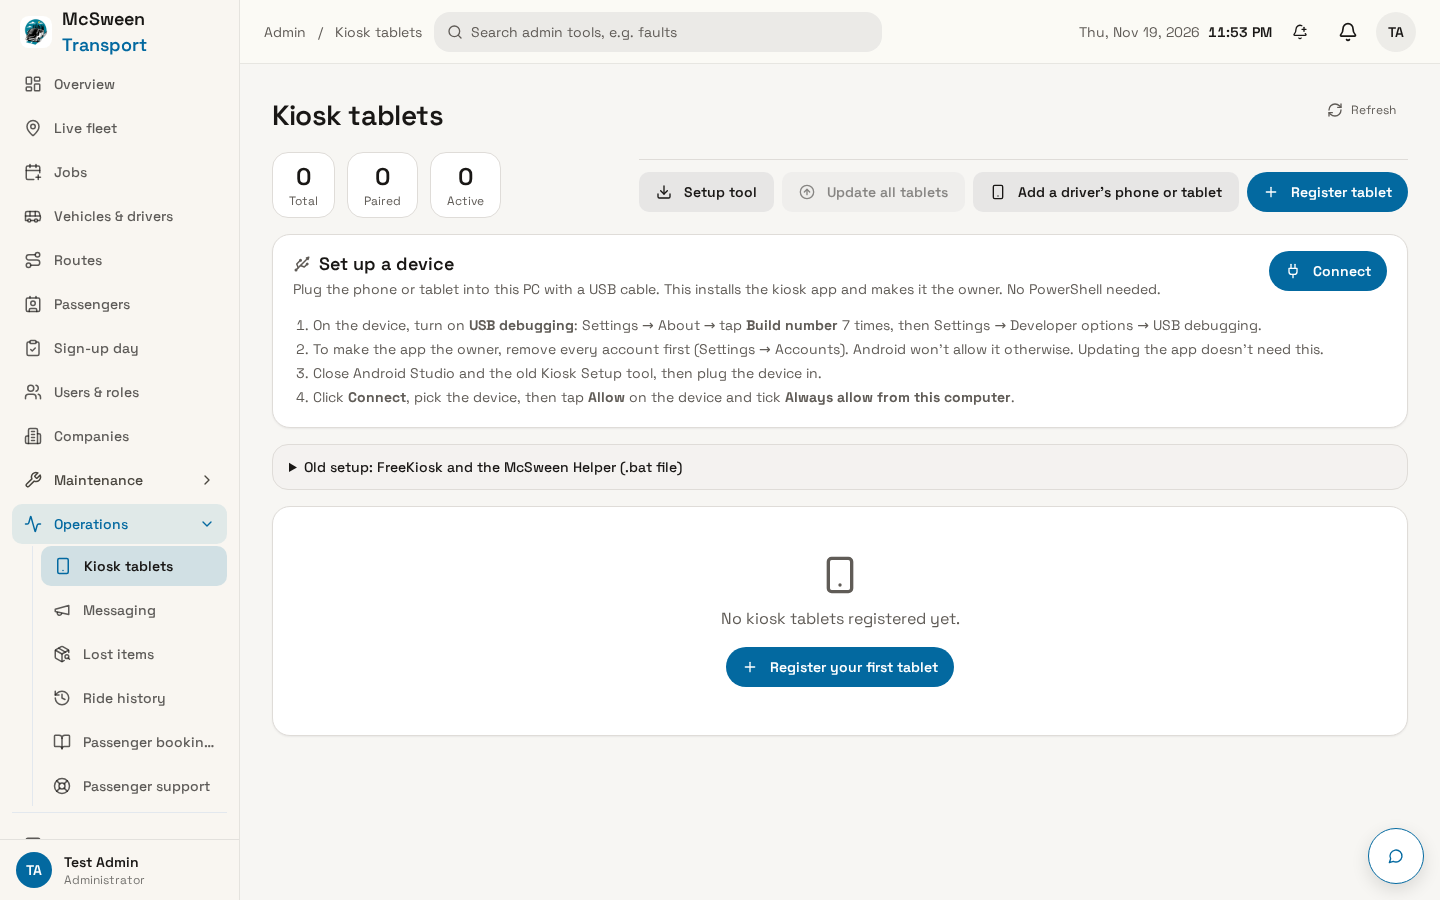 McSween
Transport
Admin / Kiosk tablets
Search admin tools, e.g. faults
Thu, Nov 19, 2026 11:53 PM
TA
Overview
Live fleet
Jobs
Vehicles & drivers
Routes
Passengers
Sign-up day
Users & roles
Companies
Maintenance
Operations
Kiosk tablets
Messaging
Lost items
Ride history
Passenger bookin...
Passenger support
TA
Test Admin
Administrator
Kiosk tablets
Refresh
0
Total
0
Paired
0
Active
Setup tool
Update all tablets
Add a driver's phone or tablet
Register tablet
Set up a device
Connect
Plug the phone or tablet into this PC with a USB cable. This installs the kiosk app and makes it the owner. No PowerShell needed.
1. On the device, turn on USB debugging: Settings → About → tap Build number 7 times, then Settings → Developer options → USB debugging.
2. To make the app the owner, remove every account first (Settings → Accounts). Android won't allow it otherwise. Updating the app doesn't need this.
3. Close Android Studio and the old Kiosk Setup tool, then plug the device in.
4. Click Connect, pick the device, then tap Allow on the device and tick Always allow from this computer.
Old setup: FreeKiosk and the McSween Helper (.bat file)
No kiosk tablets registered yet.
Register your first tablet